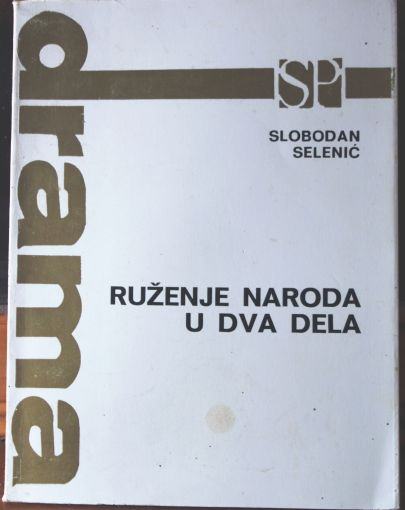 drama
SP
SLOBODAN
SELENIĆ
RUŽENJE NARODA
U DVA DELA